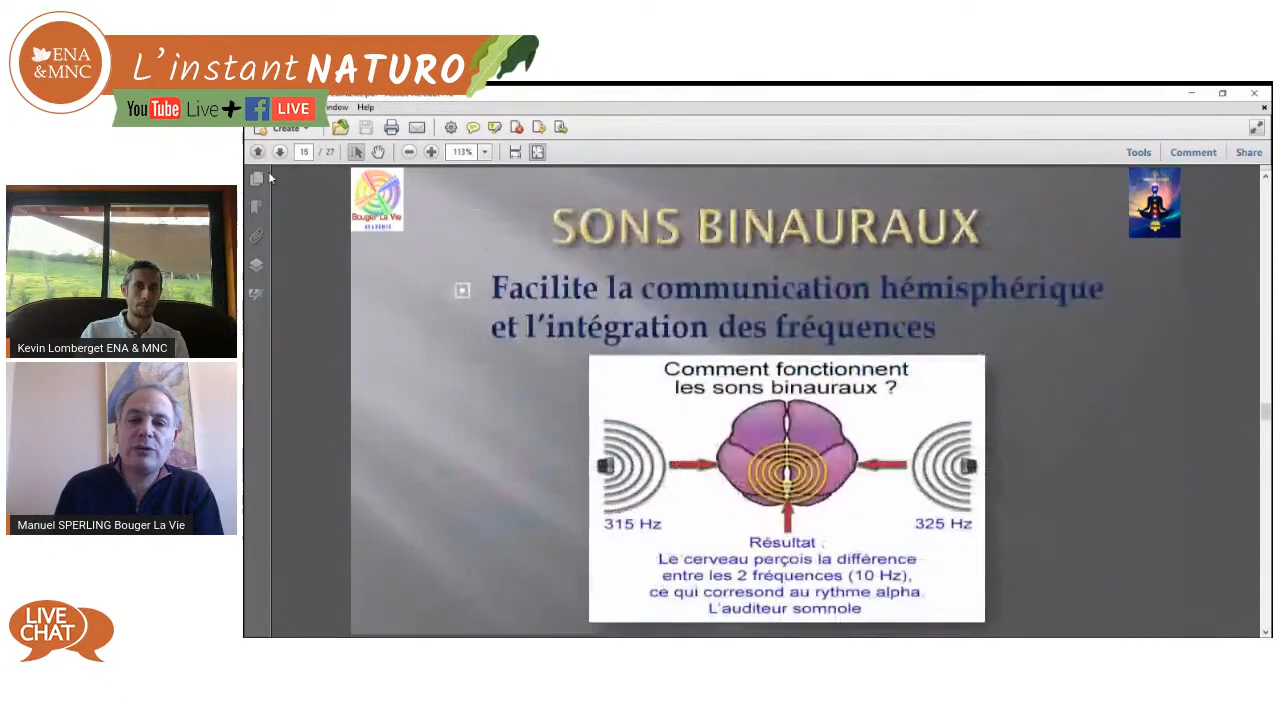 ENA
&MNC
L'instant NATURO
YouTube Live + f LIVE
Window Help
Create
15 / 27
113%
Tools Comment Share
Bouger La Vie
ACADÉMIE
SONS BINAURAUX
Facilite la communication hémisphérique
et l'intégration des fréquences
Comment fonctionnent
les sons binauraux ?
315 Hz
325 Hz
Résultat :
Le cerveau perçois la différence
entre les 2 fréquences (10 Hz),
ce qui corresond au rythme alpha.
L'auditeur somnole
Kevin Lomberget ENA & MNC
Manuel SPERLING Bouger La Vie
LIVE
CHAT